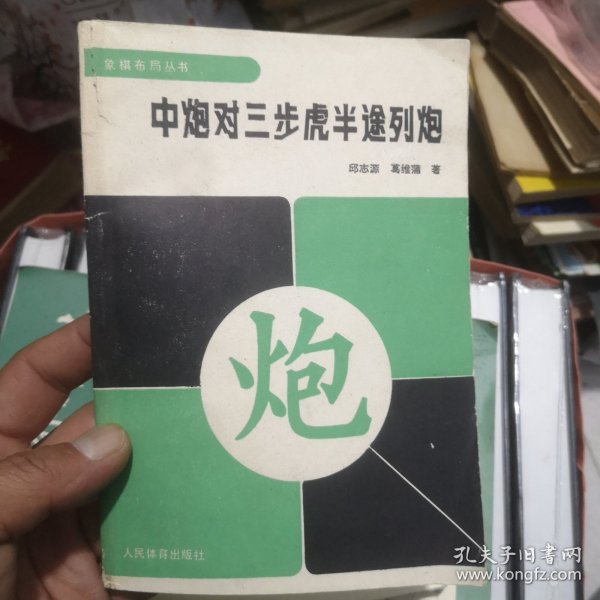 象棋布局丛书
中炮对三步虎半途列炮
邱志源 葛维蒲 著
炮
人民体育出版社
孔夫子旧书网
www.kongfz.com